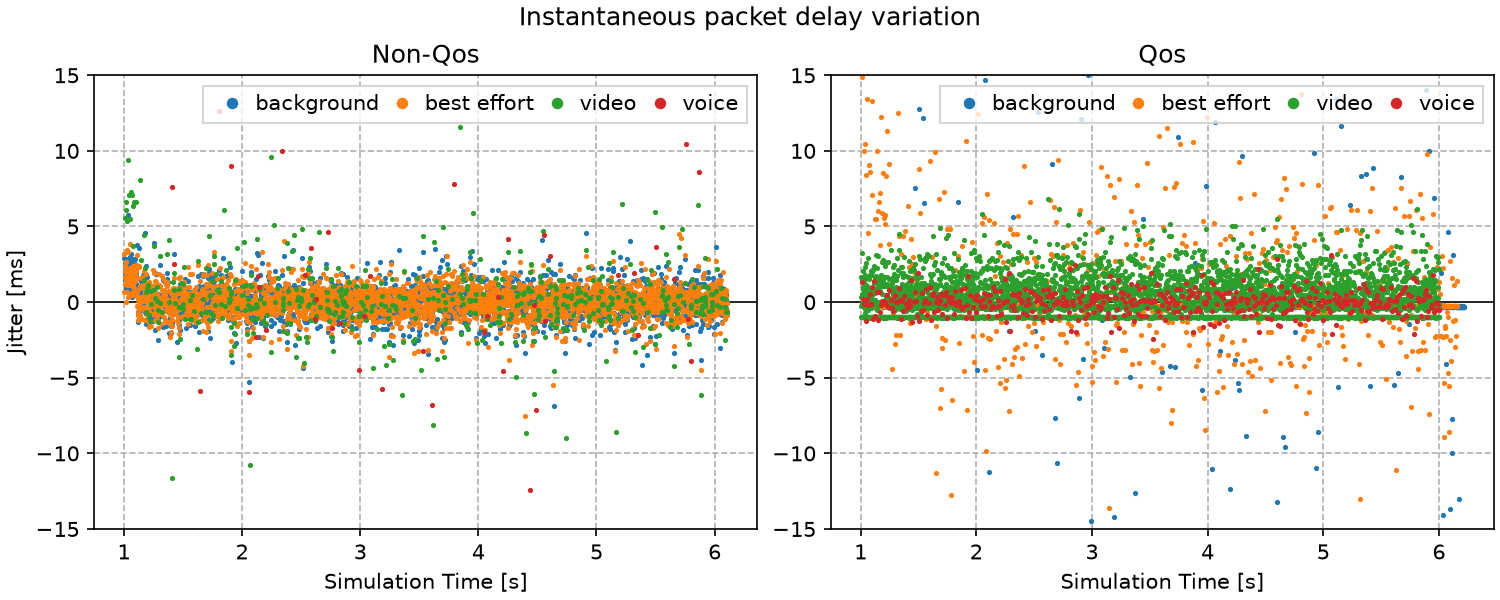 Instantaneous packet delay variation
Non-Qos
Qos
15
10
5
0
−5
−10
−15
Jitter [ms]
background best effort video voice
1 2 3 4 5 6
Simulation Time [s]
15
10
5
0
−5
−10
−15
background best effort video voice
1 2 3 4 5 6
Simulation Time [s]